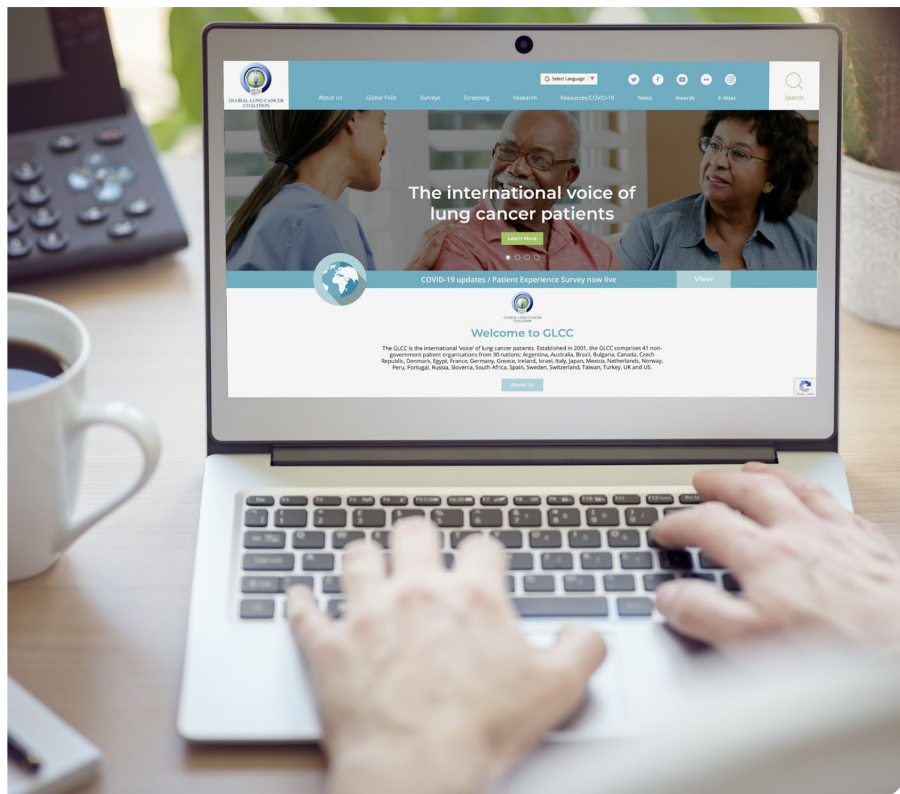 Select Language
GLOBAL LUNG CANCER
COALITION
About Us
Global Polls
Surveys
Screening
Research
Resources/COVID-19
News
Awards
E-Atlas
Search
The international voice of
lung cancer patients
Learn More
COVID-19 updates / Patient Experience Survey now live
View
GLOBAL LUNG CANCER
COALITION
Welcome to GLCC
The GLCC is the international 'voice' of lung cancer patients. Established in 2001, the GLCC comprises 41 non-
government patient organisations from 30 nations: Argentina, Australia, Brazil, Bulgaria, Canada, Czech
Republic, Denmark, Egypt, France, Germany, Greece, Ireland, Israel, Italy, Japan, Mexico, Netherlands, Norway,
Peru, Portugal, Russia, Slovenia, South Africa, Spain, Sweden, Switzerland, Taiwan, Turkey, UK and US.
About Us